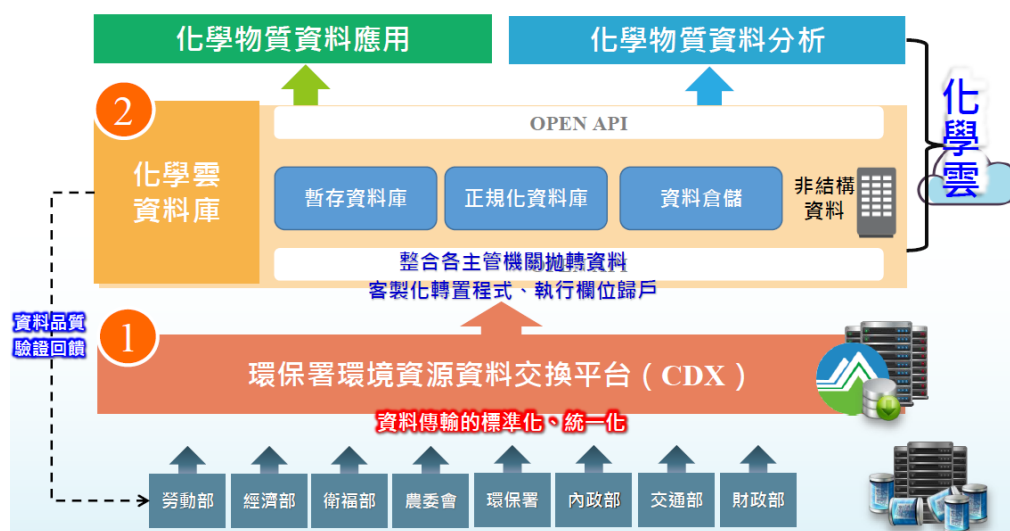 化學物質資料應用
化學物質資料分析
2
化學雲
資料庫
OPEN API
暫存資料庫
正規化資料庫
資料倉儲
非結構
資料
化學雲
OPEN API
整合各主管機關拋轉資料
客製化轉置程式、執行欄位歸戶
資料品質
驗證回饋
1
環保署環境資源資料交換平台（CDX）
資料傳輸的標準化、統一化
勞動部
經濟部
衛福部
農委會
環保署
內政部
交通部
財政部